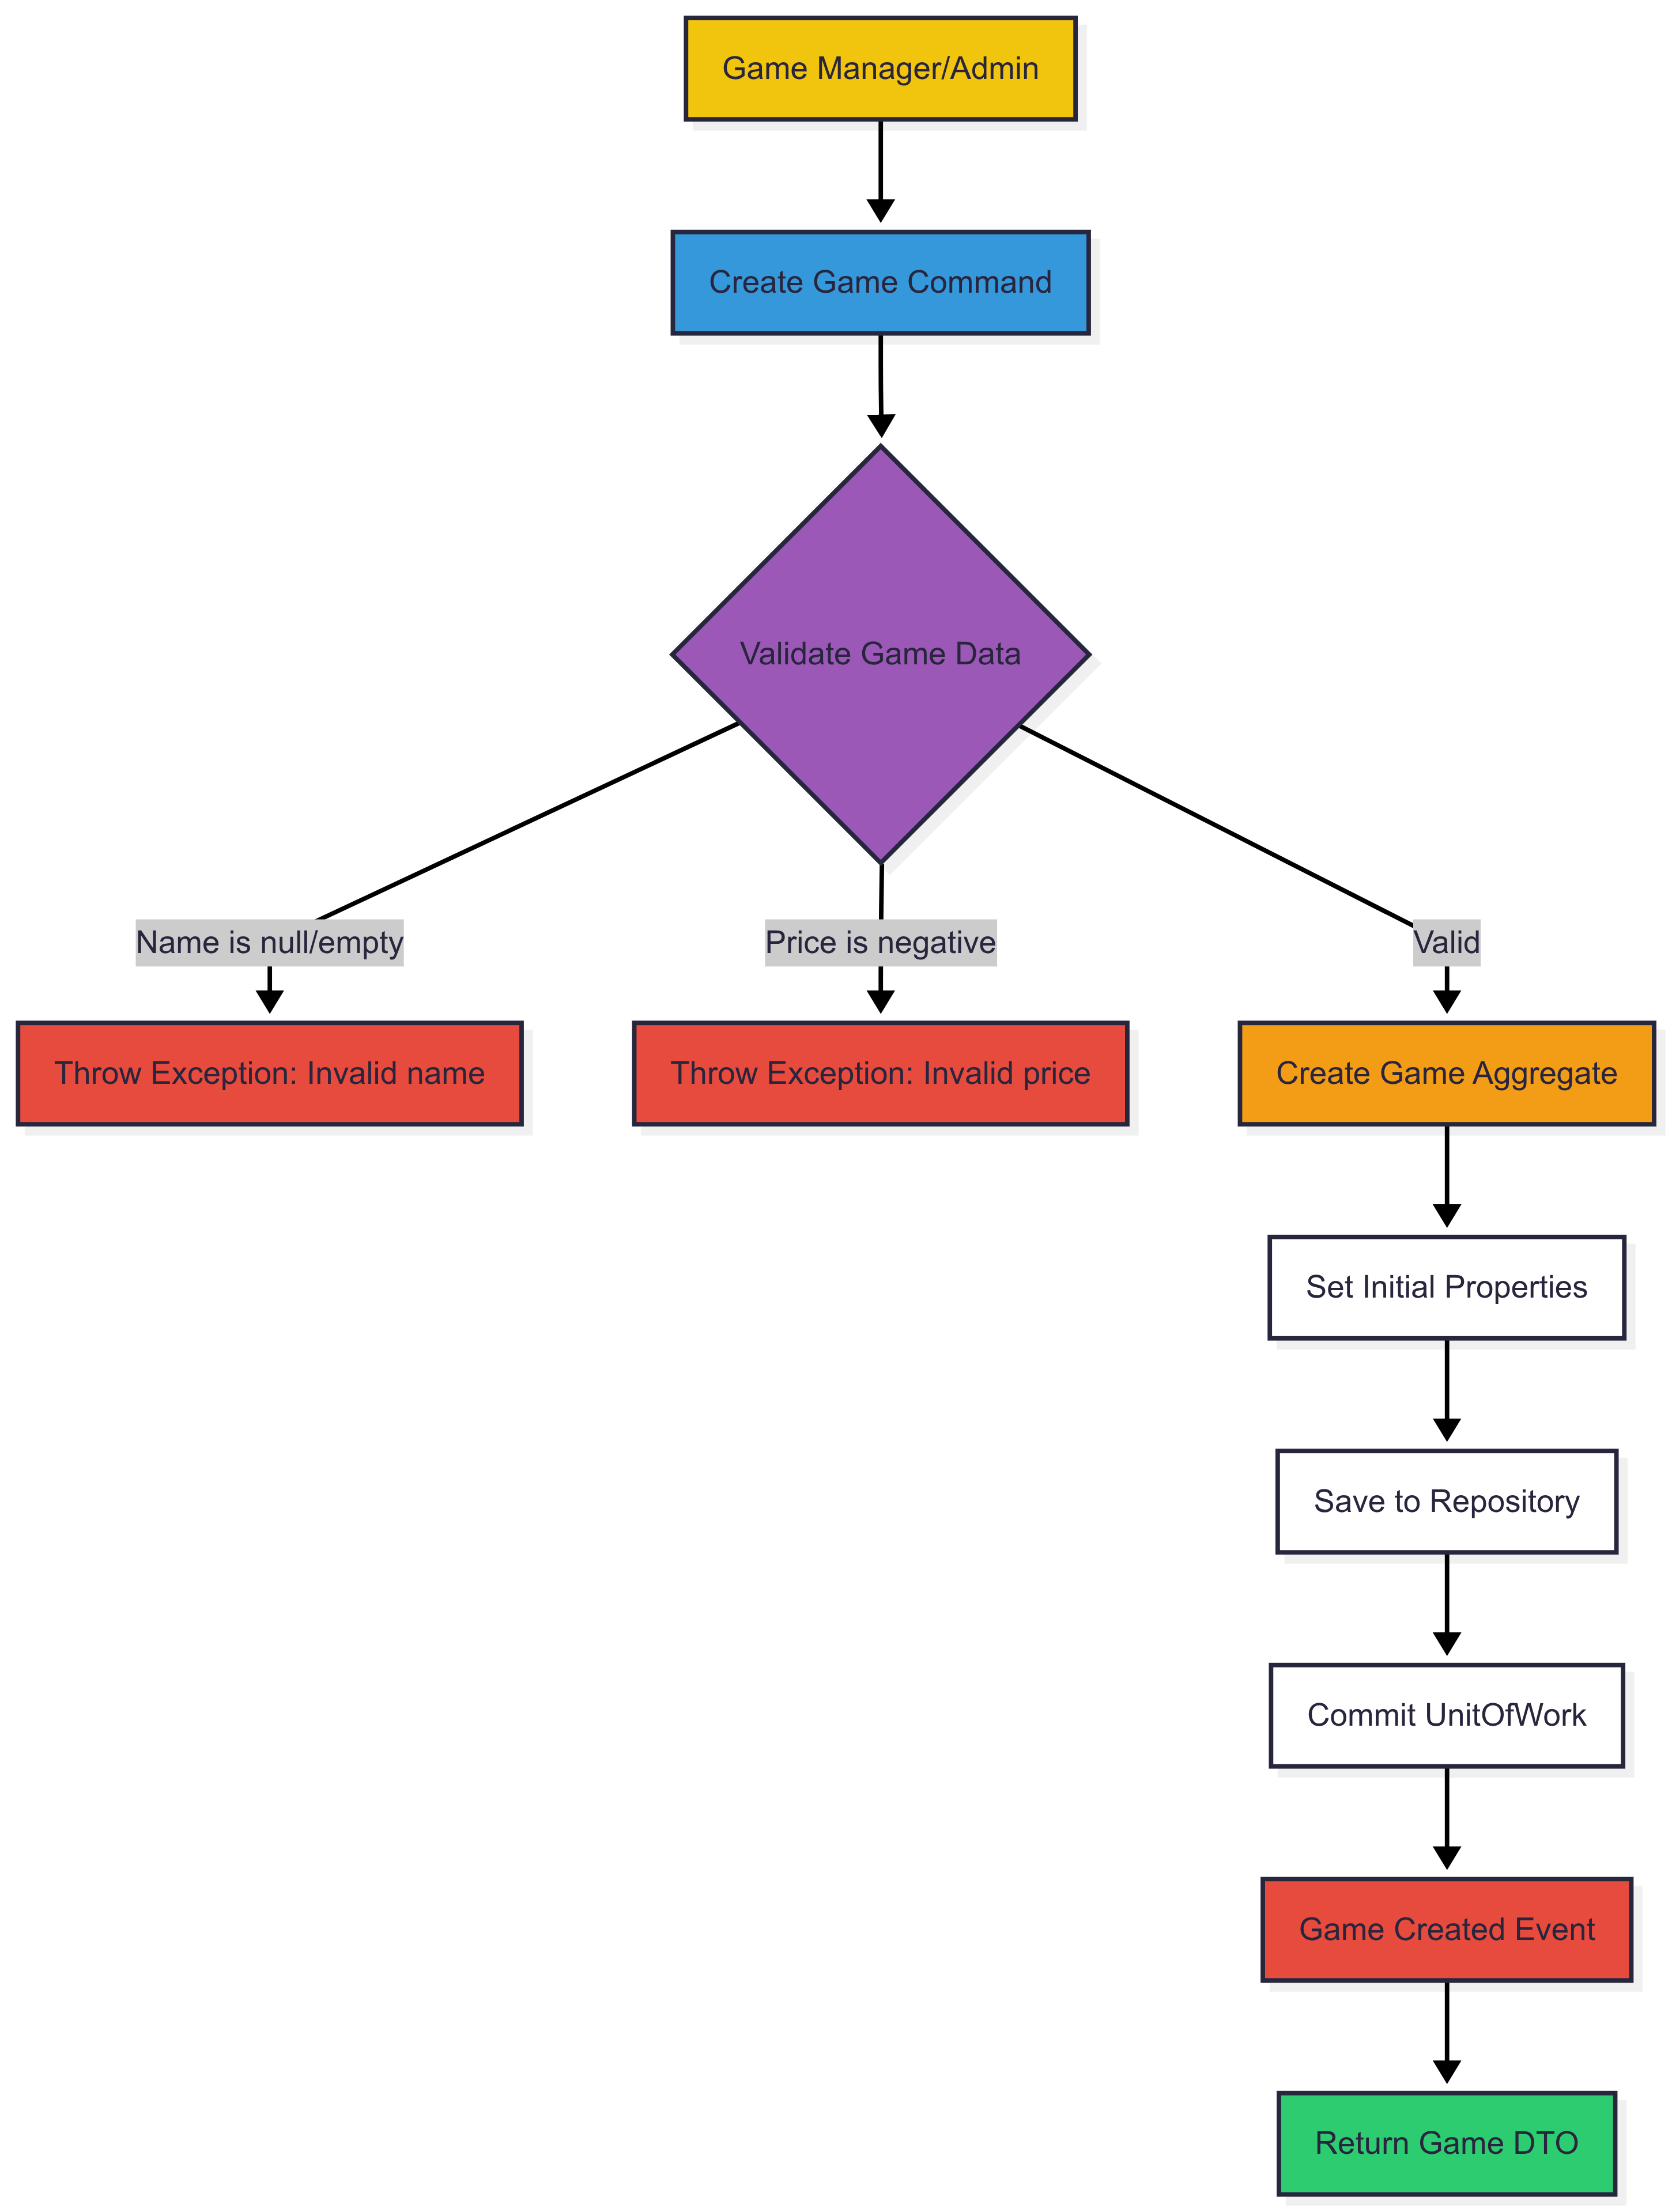 Game Manager/Admin
Create Game Command
Validate Game Data
Name is null/empty
Price is negative
Valid
Throw Exception: Invalid name
Throw Exception: Invalid price
Create Game Aggregate
Set Initial Properties
Save to Repository
Commit UnitOfWork
Game Created Event
Return Game DTO